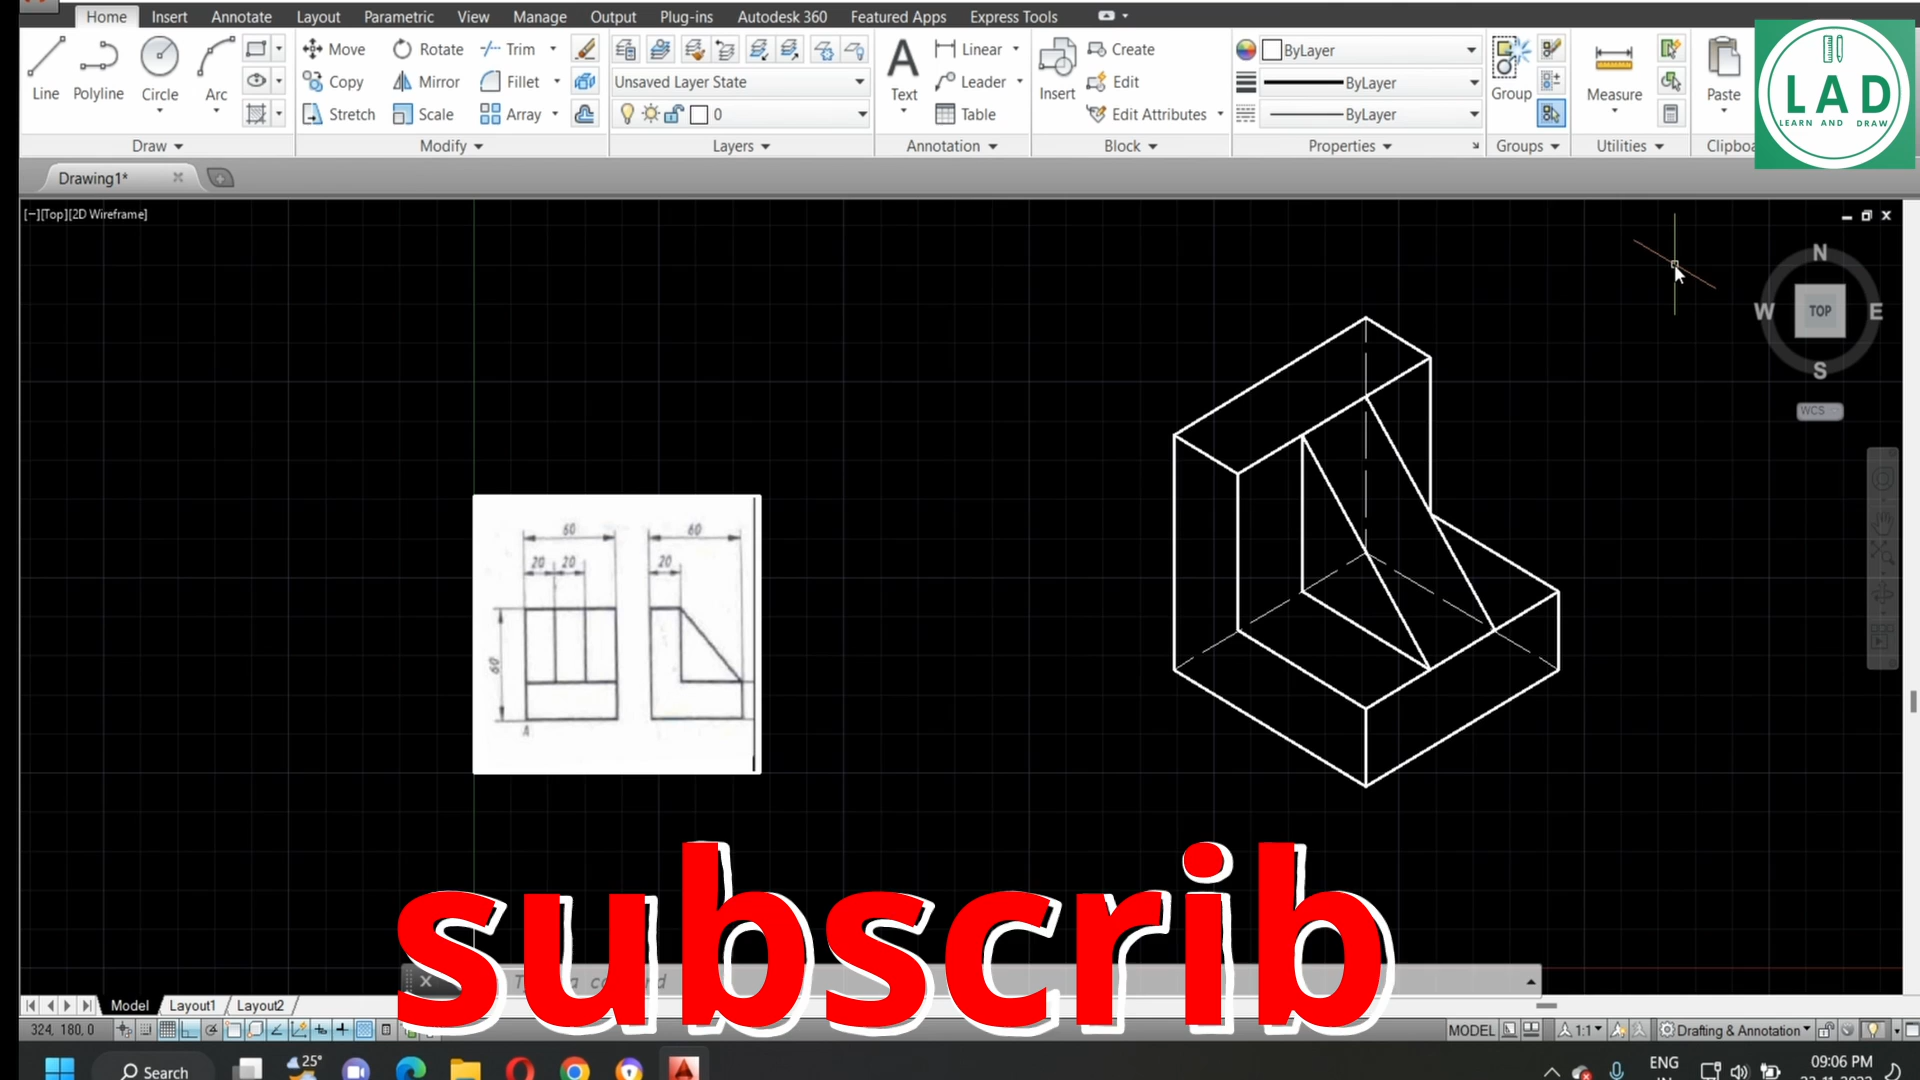 Home Insert Annotate Layout Parametric View Manage Output Plug-ins Autodesk 360 Featured Apps Express Tools
Line Polyline Circle Arc
Move Rotate Trim
Copy Mirror Fillet
Stretch Scale Array
Unsaved Layer State
0
Text
Linear
Leader
Table
Insert
Create
Edit
Edit Attributes
ByLayer
ByLayer
ByLayer
Group
Measure
Paste
Draw Modify Layers Annotation Block Properties Groups Utilities
LAD
LEARN AND DRAW
Drawing1*
[−][Top][2D Wireframe]
N
W TOP E
S
WCS
60 60
20 20 20
60
A
subscrib
Model Layout1 Layout2
324, 180, 0
MODEL 1:1 Drafting & Annotation
Search 25°
ENG
09:06 PM